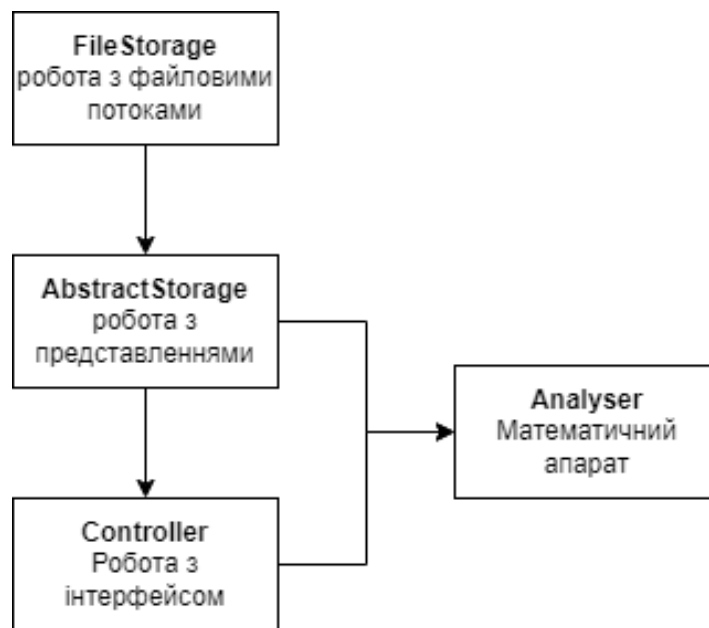 FileStorage
робота з файловими
потоками
AbstractStorage
робота з
представленнями
Analyser
Математичний
апарат
Controller
Робота з
інтерфейсом